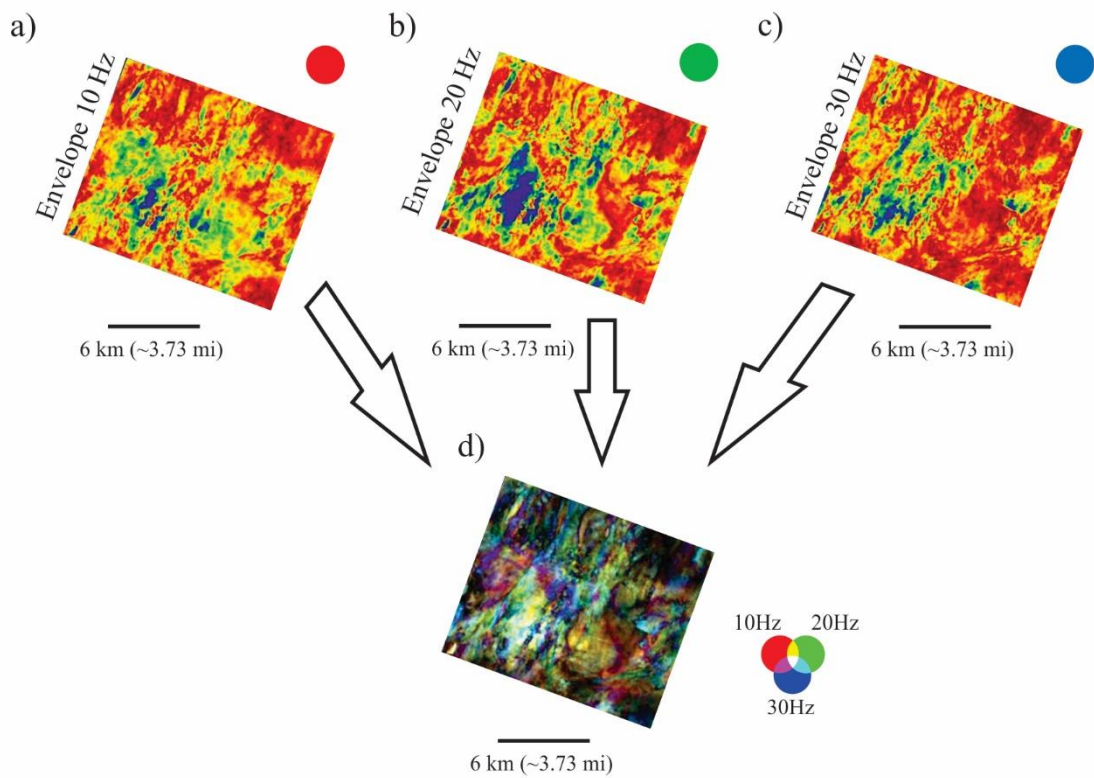 a)
Envelope 10 Hz
6 km (~3.73 mi)
b)
Envelope 20 Hz
6 km (~3.73 mi)
c)
Envelope 30 Hz
6 km (~3.73 mi)
d)
6 km (~3.73 mi)
10Hz
20Hz
30Hz